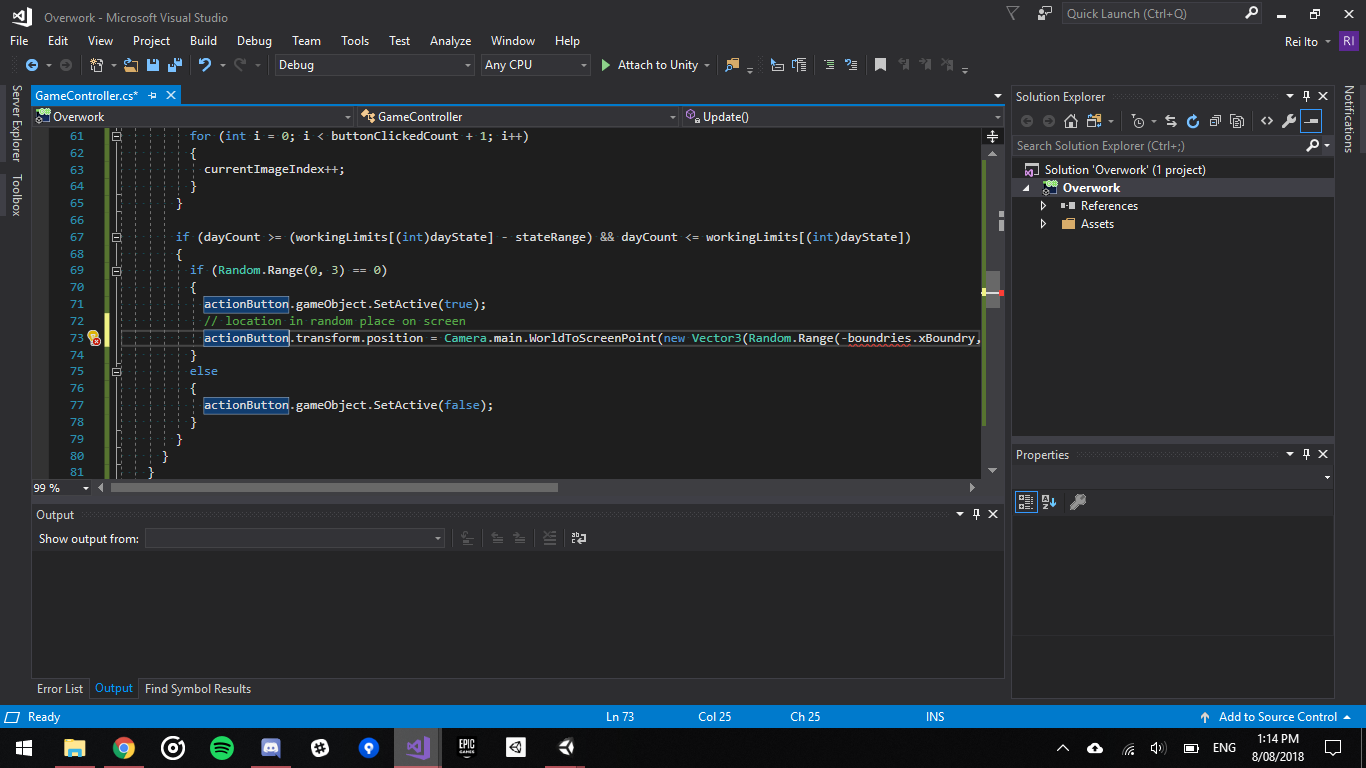 Overwork - Microsoft Visual Studio
Quick Launch (Ctrl+Q)
File Edit View Project Build Debug Team Tools Test Analyze Window Help
Rei Ito RI
Debug Any CPU Attach to Unity
Server Explorer
Toolbox
GameController.cs*
Overwork GameController Update()
61 for (int i = 0; i < buttonClickedCount + 1; i++)
62 {
63 currentImageIndex++;
64 }
65 }
66
67 if (dayCount >= (workingLimits[(int)dayState] - stateRange) && dayCount <= workingLimits[(int)dayState])
68 {
69 if (Random.Range(0, 3) == 0)
70 {
71 actionButton.gameObject.SetActive(true);
72 // location in random place on screen
73 actionButton.transform.position = Camera.main.WorldToScreenPoint(new Vector3(Random.Range(-boundries.xBoundry,
74 }
75 else
76 {
77 actionButton.gameObject.SetActive(false);
78 }
79 }
80 }
81 }
99 %
Output
Show output from:
Error List Output Find Symbol Results
Solution Explorer
Search Solution Explorer (Ctrl+;)
Solution 'Overwork' (1 project)
Overwork
References
Assets
Properties
Notifications
Ready Ln 73 Col 25 Ch 25 INS Add to Source Control
EPIC GAMES
ENG
1:14 PM
8/08/2018